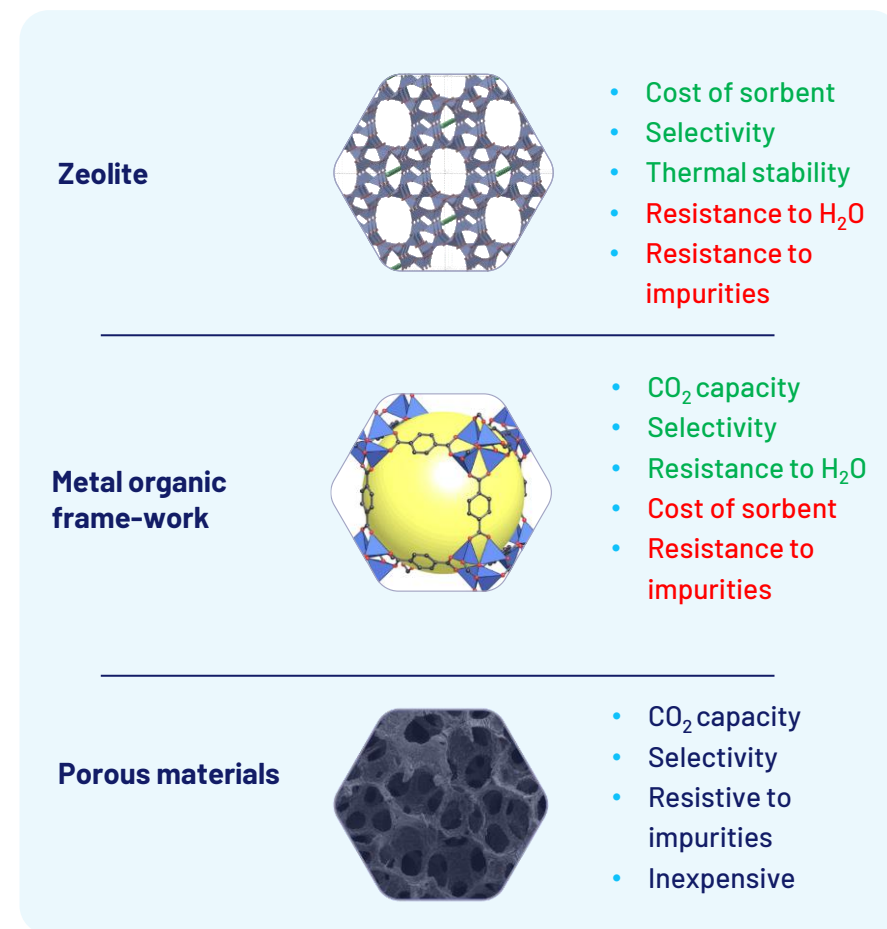 Zeolite
• Cost of sorbent
• Selectivity
• Thermal stability
• Resistance to H₂O
• Resistance to
impurities
Metal organic
frame-work
• CO₂ capacity
• Selectivity
• Resistance to H₂O
• Cost of sorbent
• Resistance to
impurities
Porous materials
• CO₂ capacity
• Selectivity
• Resistive to
impurities
• Inexpensive